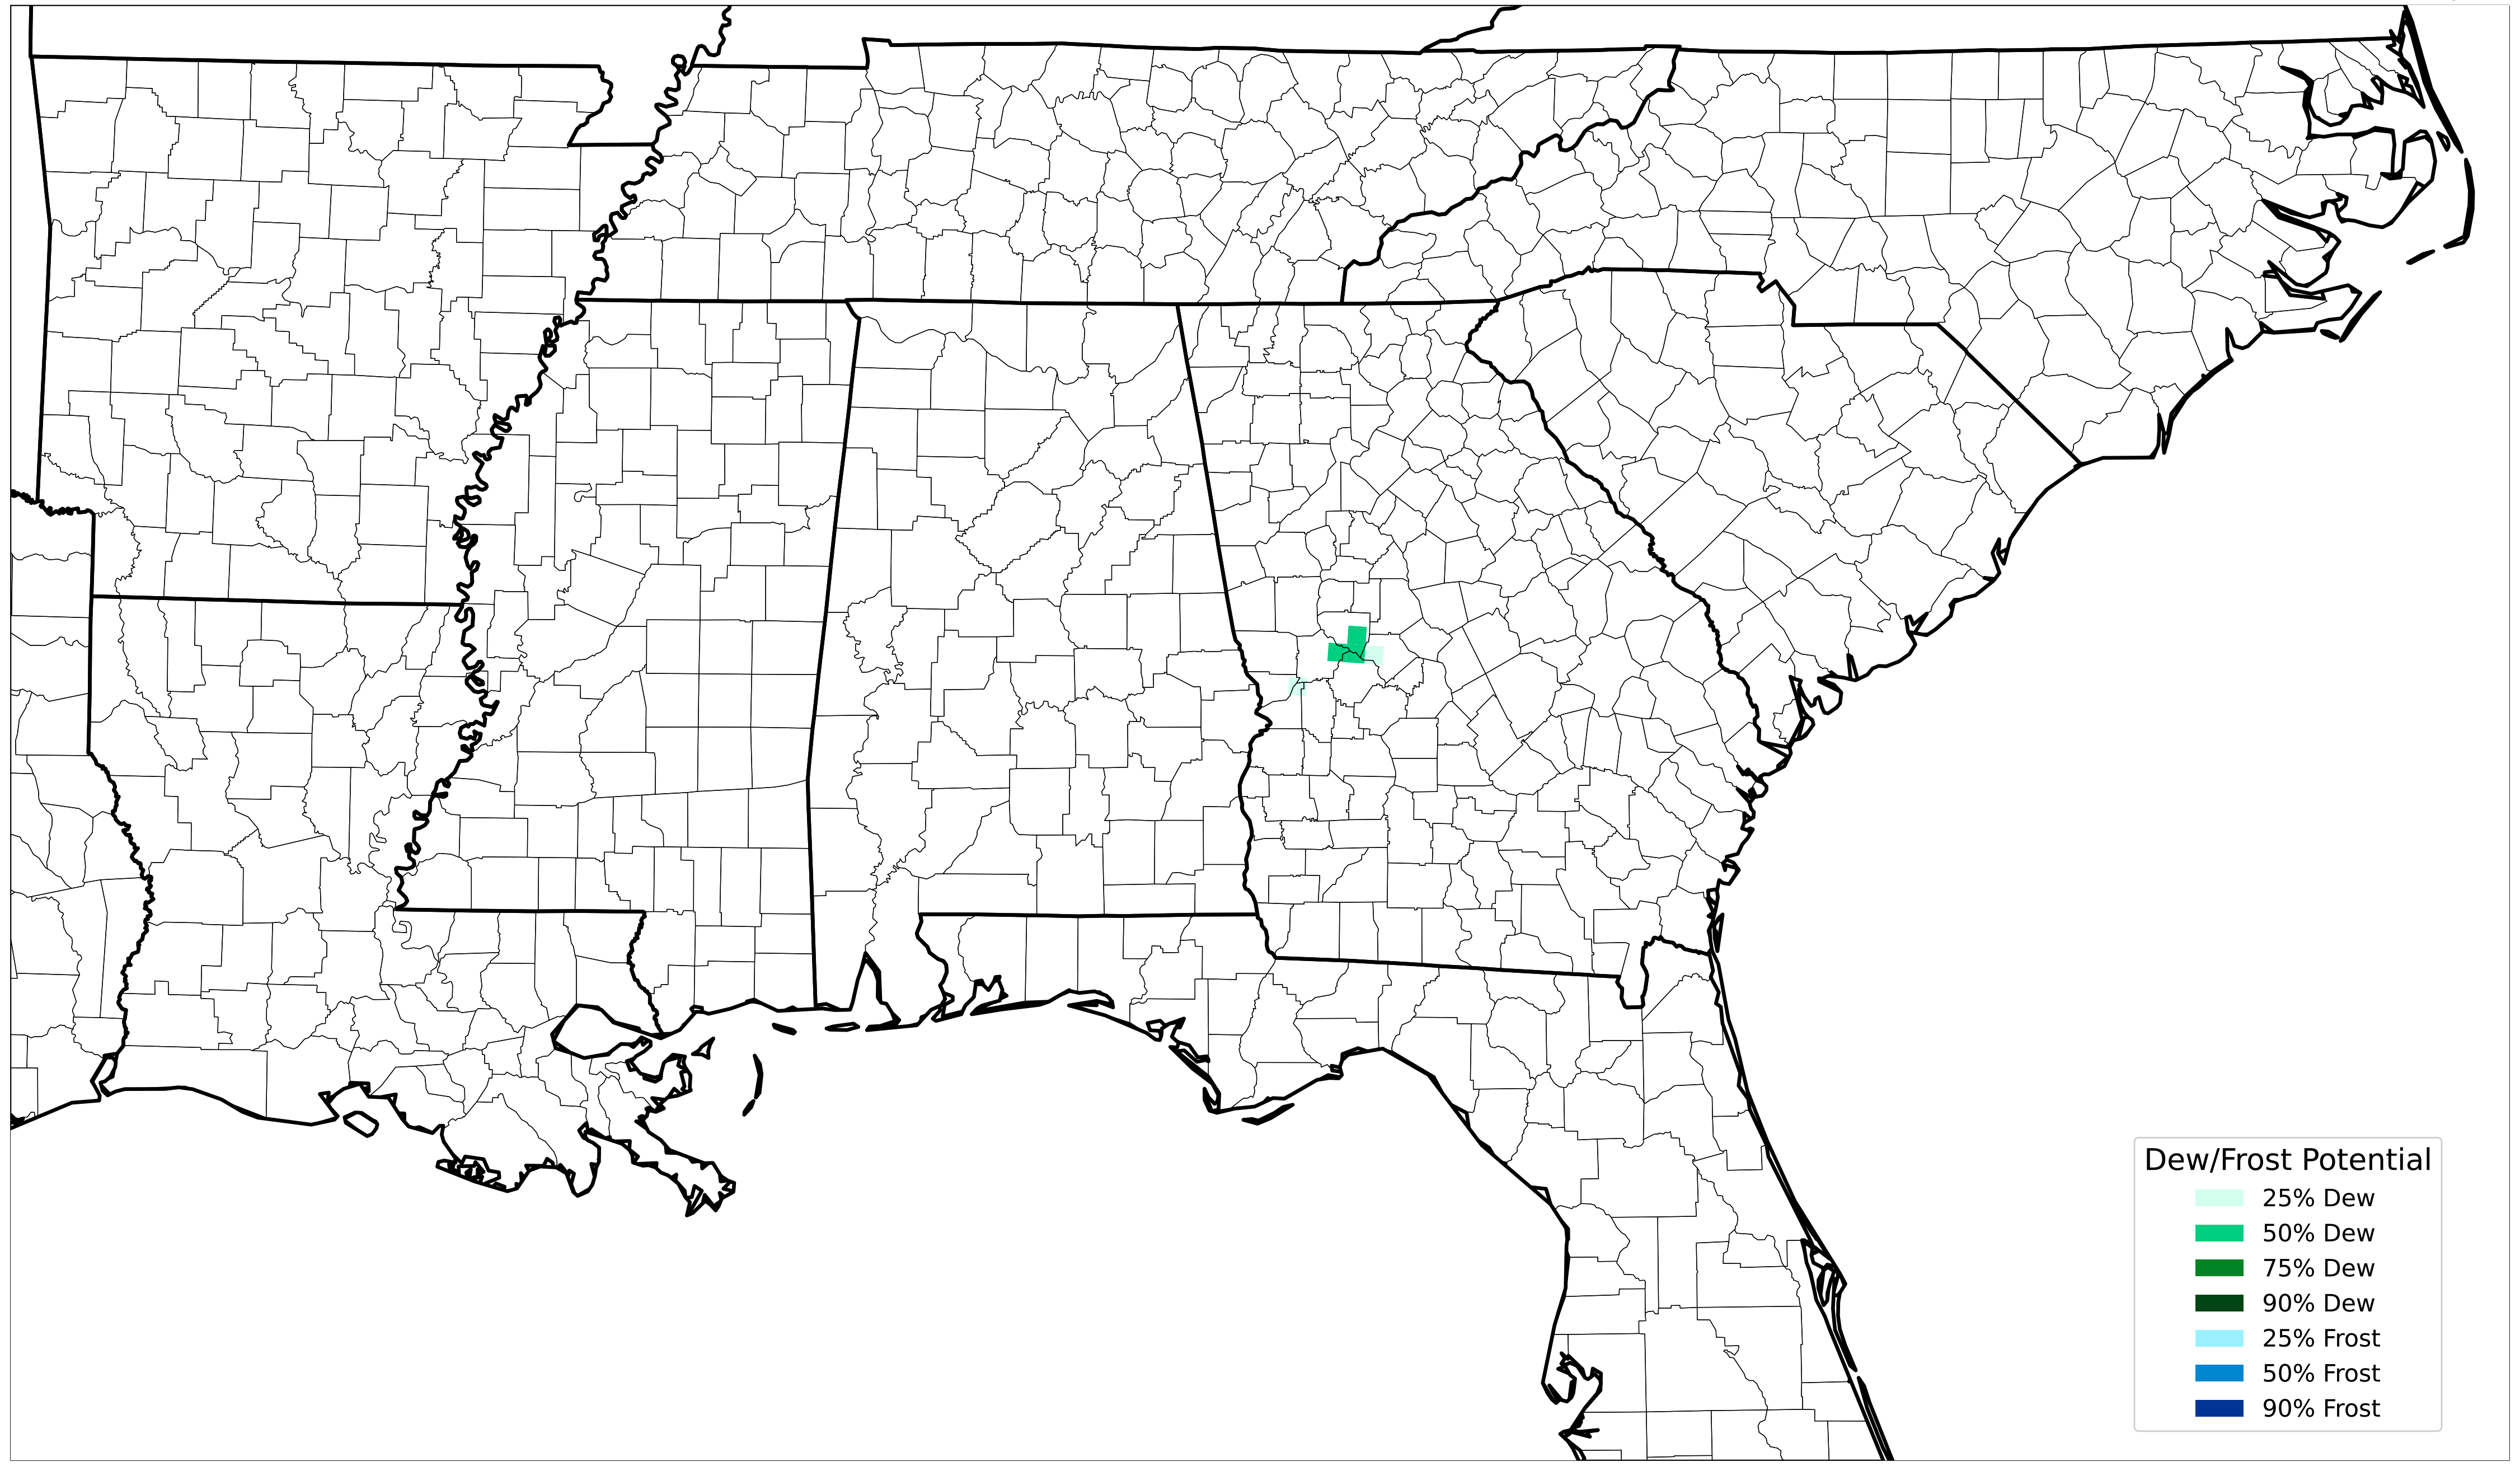 Dew/Frost Potential
25% Dew
50% Dew
75% Dew
90% Dew
25% Frost
50% Frost
90% Frost